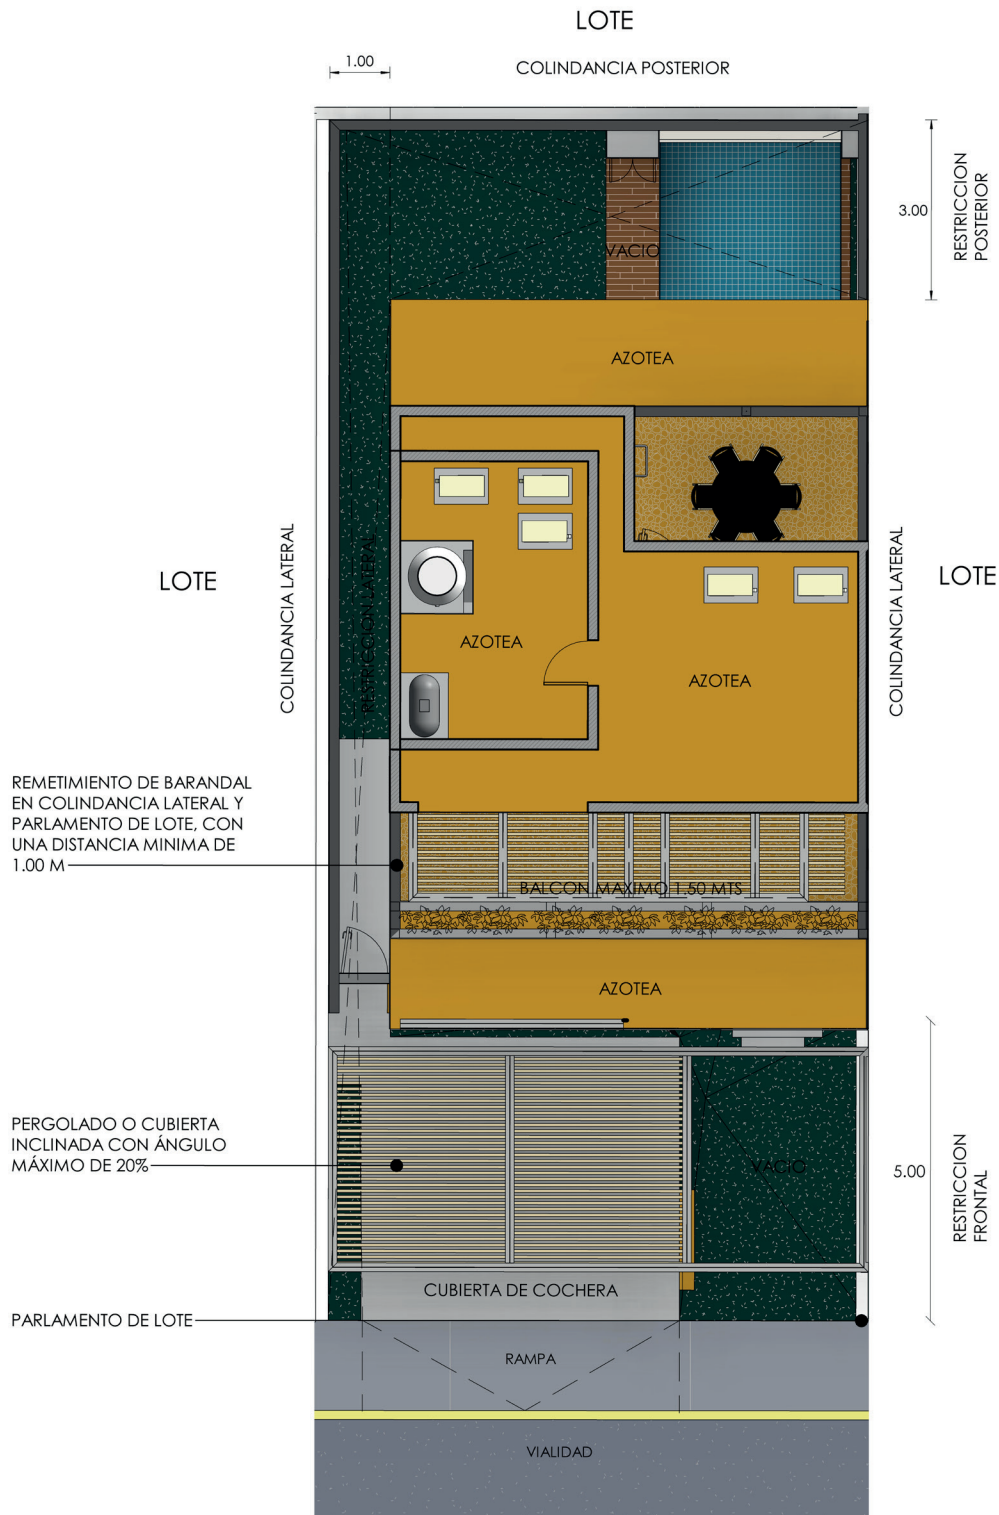 LOTE
1.00
COLINDANCIA POSTERIOR
3.00
RESTRICCION
POSTERIOR
VACIO
AZOTEA
LOTE
COLINDANCIA LATERAL
RESTRICCION LATERAL
AZOTEA
AZOTEA
COLINDANCIA LATERAL
LOTE
REMETIMIENTO DE BARANDAL
EN COLINDANCIA LATERAL Y
PARLAMENTO DE LOTE, CON
UNA DISTANCIA MINIMA DE
1.00 M
BALCON MAXIMO 1.50 MTS
AZOTEA
PERGOLADO O CUBIERTA
INCLINADA CON ÁNGULO
MÁXIMO DE 20%
VACIO
5.00
RESTRICCION
FRONTAL
CUBIERTA DE COCHERA
PARLAMENTO DE LOTE
RAMPA
VIALIDAD